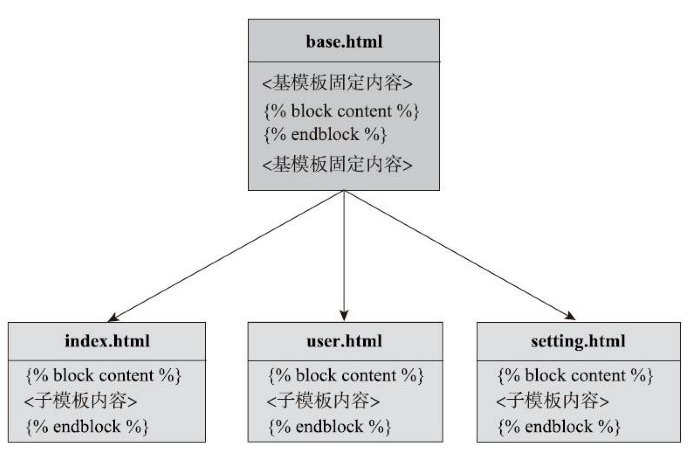 base.html
<基模板固定内容>
{% block content %}
{% endblock %}
<基模板固定内容>
index.html
{% block content %}
<子模板内容>
{% endblock %}
user.html
{% block content %}
<子模板内容>
{% endblock %}
setting.html
{% block content %}
<子模板内容>
{% endblock %}